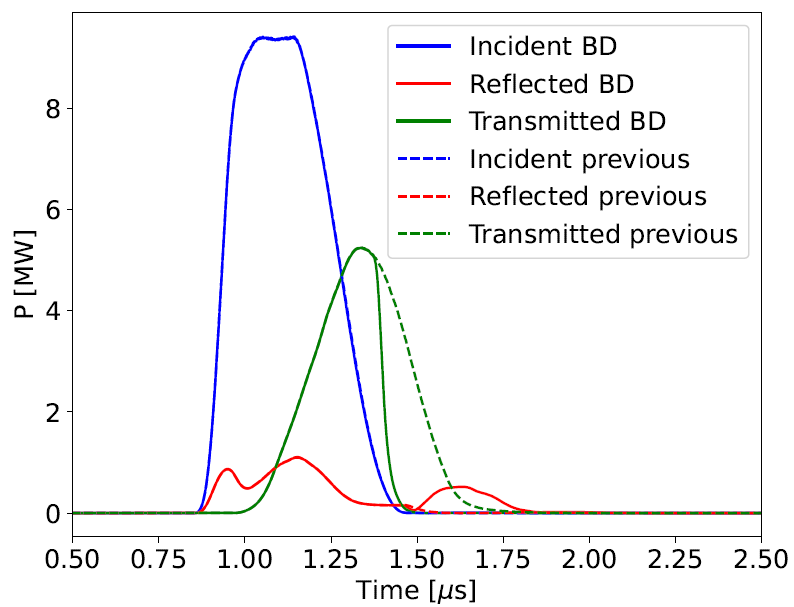 Incident BD
Reflected BD
Transmitted BD
Incident previous
Reflected previous
Transmitted previous
P [MW]
8
6
4
2
0
0.50 0.75 1.00 1.25 1.50 1.75 2.00 2.25 2.50
Time [μs]